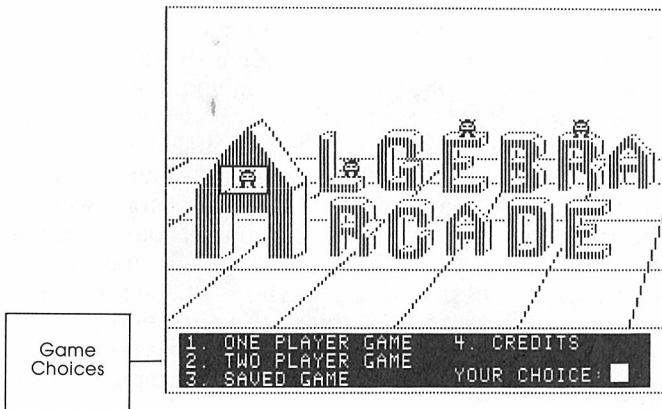 ALGEBRA
ARCADE
1. ONE PLAYER GAME 4. CREDITS
2. TWO PLAYER GAME
3. SAVED GAME YOUR CHOICE:
Game
Choices